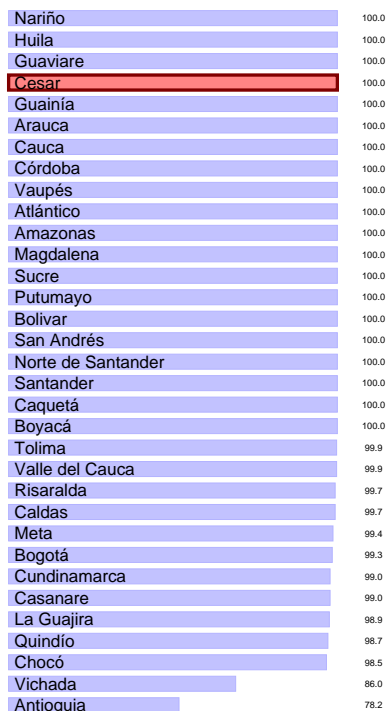 Nariño 100.0
Huila 100.0
Guaviare 100.0
Cesar 100.0
Guainía 100.0
Arauca 100.0
Cauca 100.0
Córdoba 100.0
Vaupés 100.0
Atlántico 100.0
Amazonas 100.0
Magdalena 100.0
Sucre 100.0
Putumayo 100.0
Bolivar 100.0
San Andrés 100.0
Norte de Santander 100.0
Santander 100.0
Caquetá 100.0
Boyacá 100.0
Tolima 99.9
Valle del Cauca 99.9
Risaralda 99.7
Caldas 99.7
Meta 99.4
Bogotá 99.3
Cundinamarca 99.0
Casanare 99.0
La Guajira 98.9
Quindío 98.7
Chocó 98.5
Vichada 86.0
Antioquia 78.2